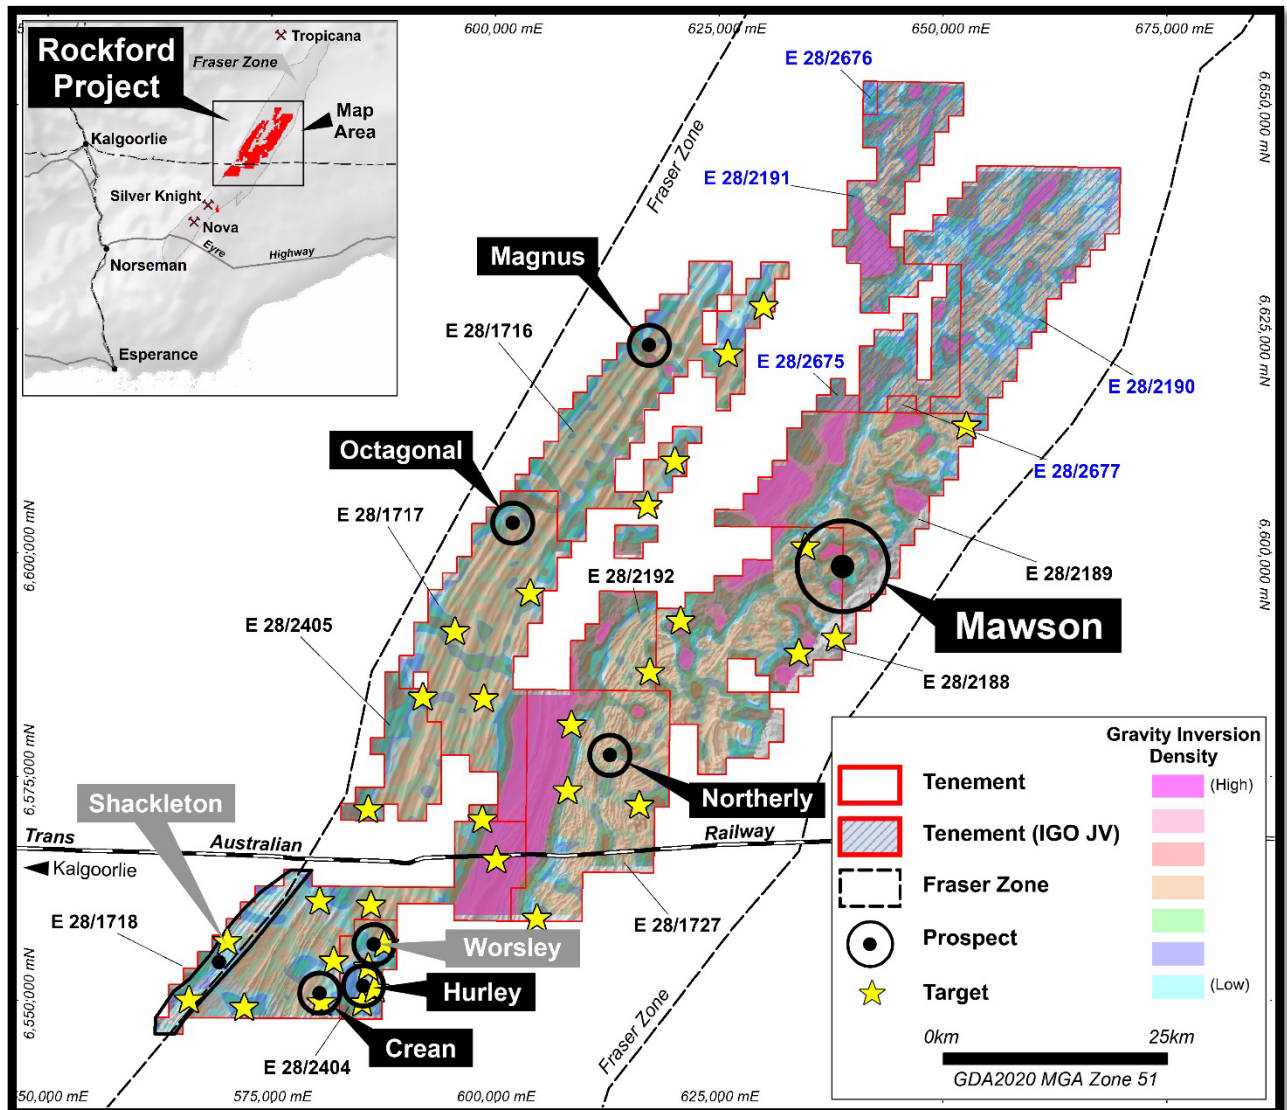 600,000 mE
625,000 mE
650,000 mE
675,000 mE
Tropicana
Fraser Zone
Rockford
Project
Map
Area
Kalgoorlie
Silver Knight
Nova
Eyre
Highway
Norseman
Esperance
E 28/2676
6,650,000 mN
Fraser Zone
E 28/2191
Magnus
E 28/1716
6,625,000 mN
E 28/2675
E 28/2190
Octagonal
E 28/2677
E 28/1717
6,600,000 mN
6,600,000 mN
E 28/2192
E 28/2189
E 28/2405
Mawson
E 28/2188
6,575,000 mN
Shackleton
Northerly
Trans
Australian
Railway
Kalgoorlie
E 28/1718
E 28/1727
Worsley
Hurley
6,550,000 mN
Crean
E 28/2404
Fraser Zone
Gravity Inversion
Density
Tenement
(High)
Tenement (IGO JV)
Fraser Zone
Prospect
Target
(Low)
0km
25km
GDA2020 MGA Zone 51
50,000 mE
575,000 mE
600,000 mE
625,000 mE